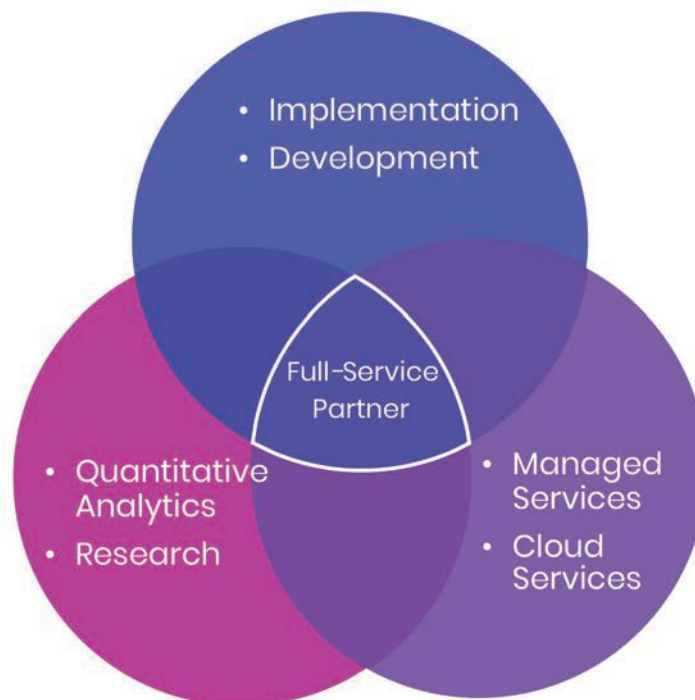 • Implementation
• Development
Full-Service
Partner
• Quantitative
Analytics
• Research
• Managed
Services
• Cloud
Services